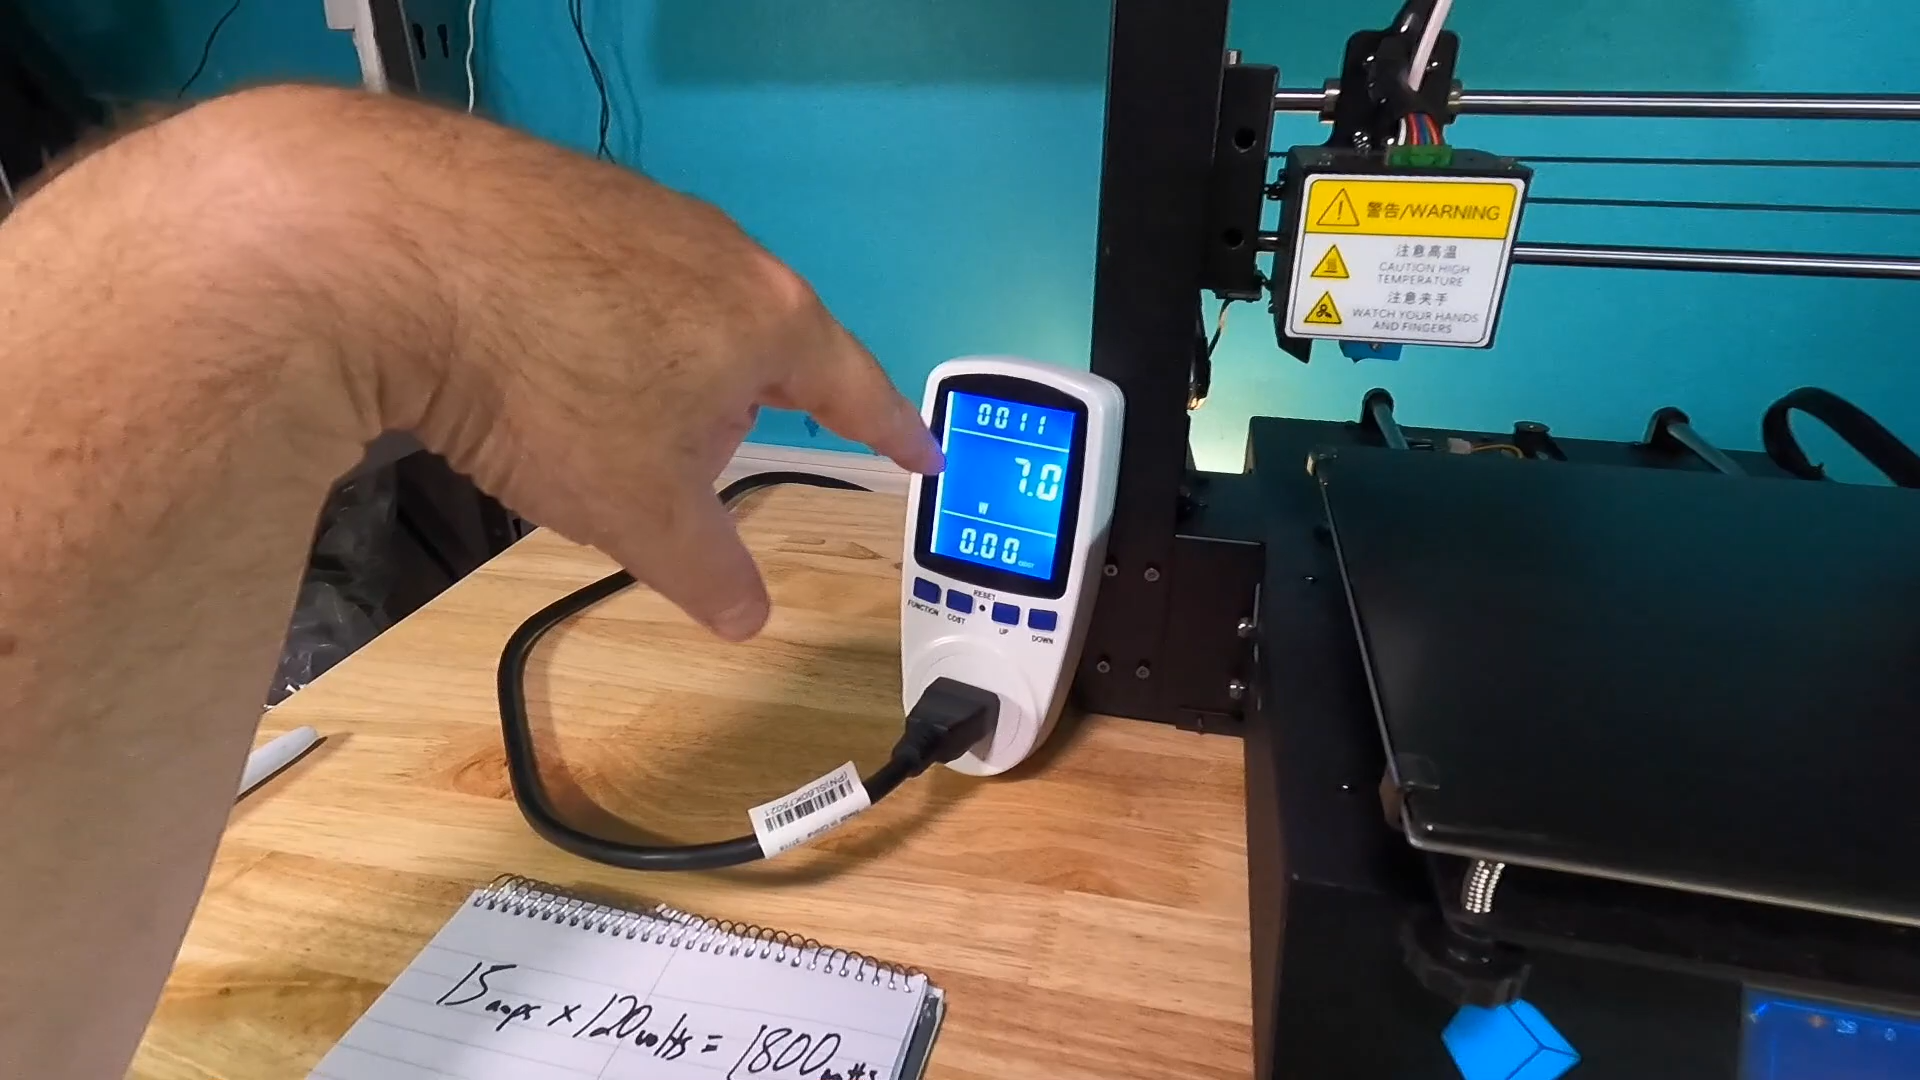 0011
7.0
W
0.00
COST
RESET
FUNCTION
COST
UP
DOWN
警告/WARNING
注意高温
CAUTION HIGH
TEMPERATURE
注意夹手
WATCH YOUR HANDS
AND FINGERS
15 amps x 120 volts = 1800 watts